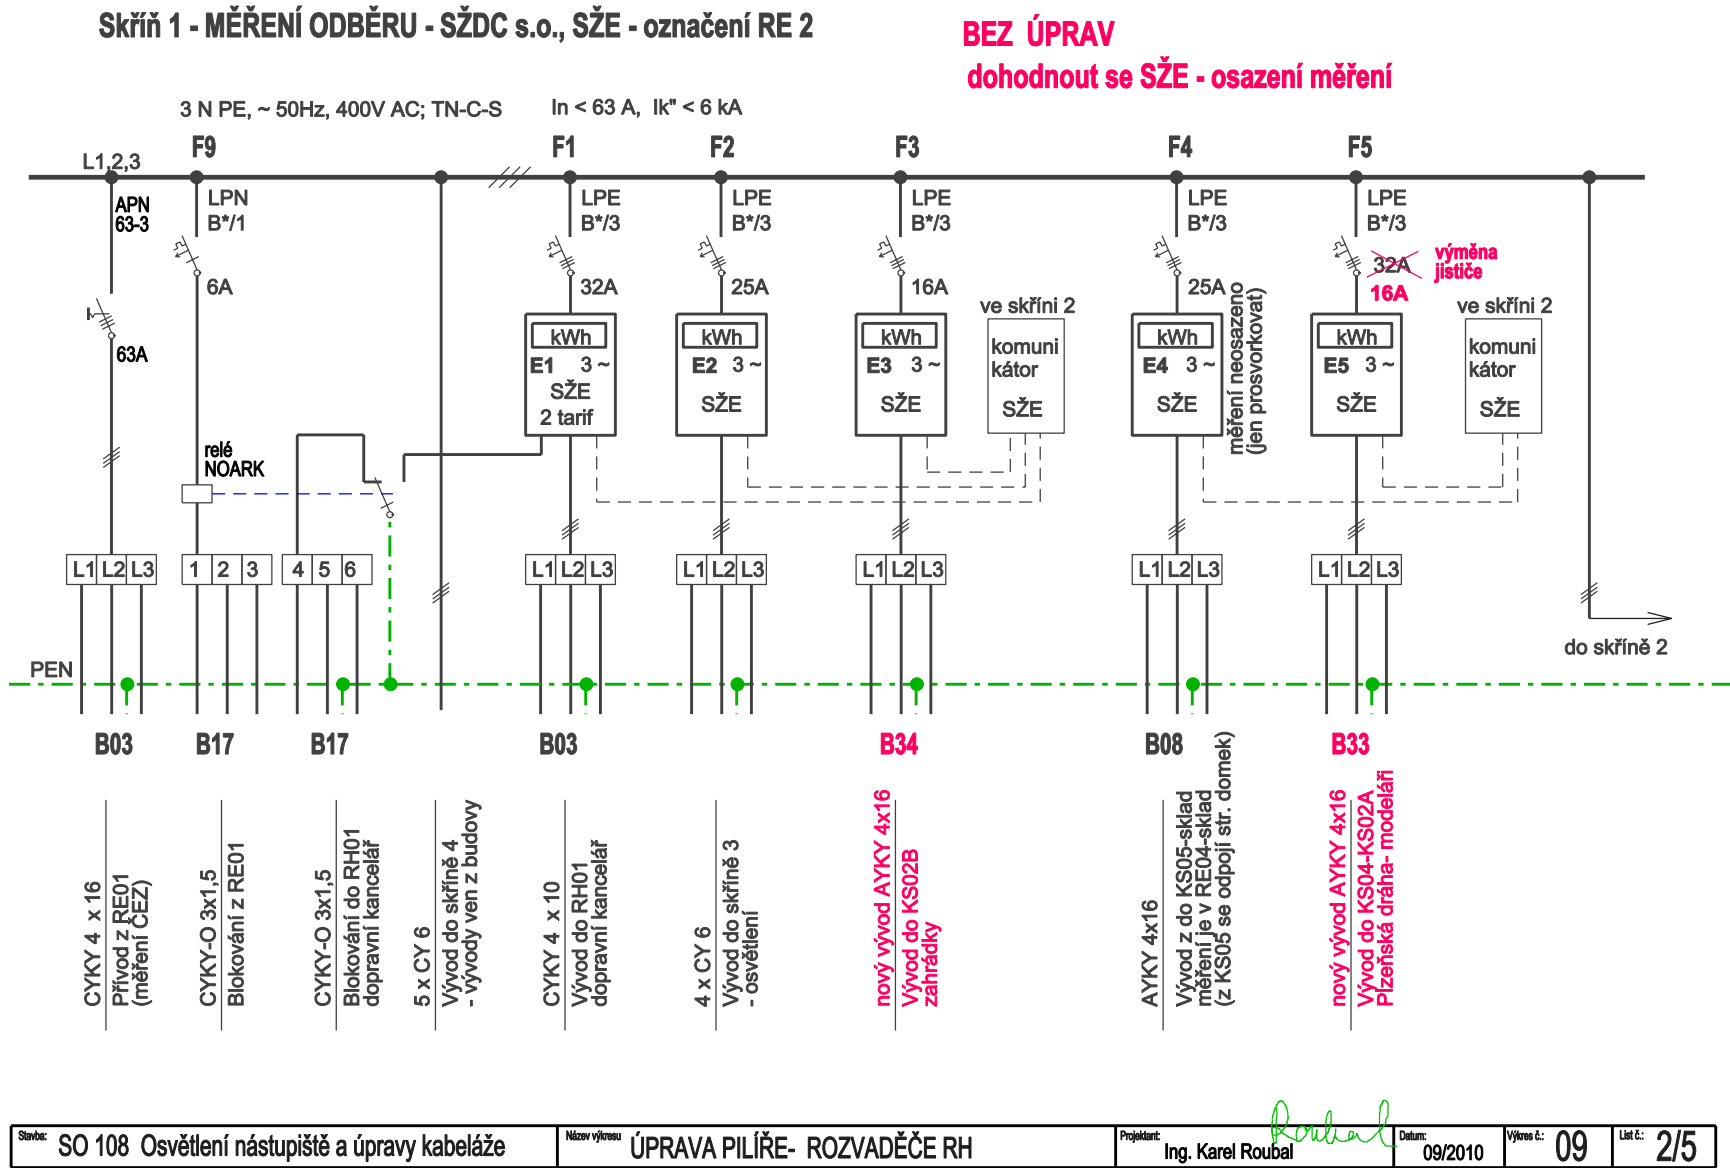 Skříň 1 - MĚŘENÍ ODBĚRU - SŽDC s.o., SŽE - označení RE 2
BEZ ÚPRAV
dohodnout se SŽE - osazení měření
3 N PE, ~ 50Hz, 400V AC; TN-C-S
In < 63 A, Ik" < 6 kA
L1,2,3
F9
F1
F2
F3
F4
F5
APN
63-3
LPN
B*/1
LPE
B*/3
LPE
B*/3
LPE
B*/3
LPE
B*/3
LPE
B*/3
63A
6A
32A
25A
16A
25A
32A
16A
výměna
jističe
kWh
E1 3 ~
SŽE
2 tarif
kWh
E2 3 ~
SŽE
kWh
E3 3 ~
SŽE
ve skříni 2
komuni
kátor
SŽE
kWh
E4 3 ~
SŽE
měření neosazeno
(jen prosvorkovat)
kWh
E5 3 ~
SŽE
ve skříni 2
komuni
kátor
SŽE
relé
NOARK
L1 L2 L3
1 2 3
4 5 6
L1 L2 L3
L1 L2 L3
L1 L2 L3
L1 L2 L3
L1 L2 L3
do skříně 2
PEN
B03
B17
B17
B03
B34
B08
B33
CYKY 4 x 16
Přívod z RE01
(měření ČEZ)
CYKY-O 3x1,5
Blokování z RE01
CYKY-O 3x1,5
Blokování do RH01
dopravní kancelář
5 x CY 6
Vývod do skříně 4
- vývody ven z budovy
CYKY 4 x 10
Vývod do RH01
dopravní kancelář
4 x CY 6
Vývod do skříně 3
- osvětlení
nový vývod AYKY 4x16
Vývod do KS02B
zahrádky
AYKY 4x16
Vývod z do KS05-sklad
měření je v RE04-sklad
(z KS05 se odpojí str. domek)
nový vývod AYKY 4x16
Vývod do KS04-KS02A
Plzeňská dráha- modeláři
Stavba: SO 108 Osvětlení nástupiště a úpravy kabeláže
Název výkresu ÚPRAVA PILÍŘE- ROZVADĚČE RH
Projektant: Ing. Karel Roubal
Roubal
Datum: 09/2010
Výkres č.: 09
List č.: 2/5